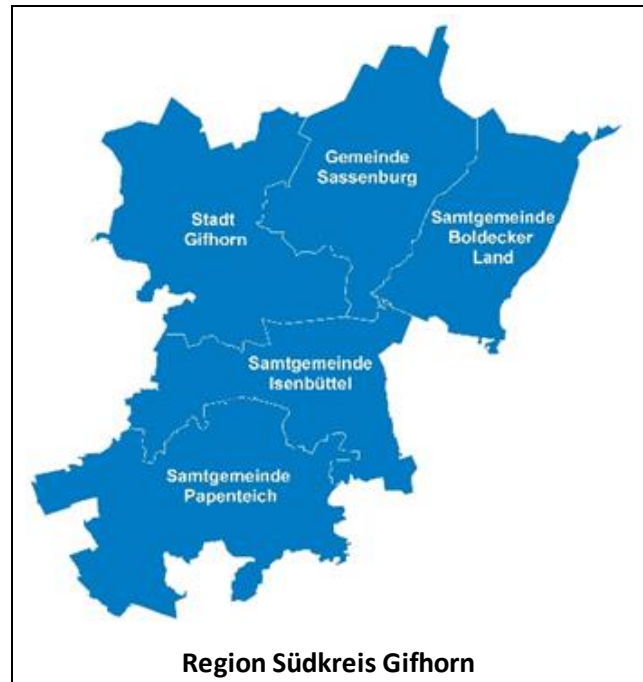 Gemeinde
Sassenburg
Stadt
Gifhorn
Samtgemeinde
Boldecker
Land
Samtgemeinde
Isenbüttel
Samtgemeinde
Papenteich
Region Südkreis Gifhorn